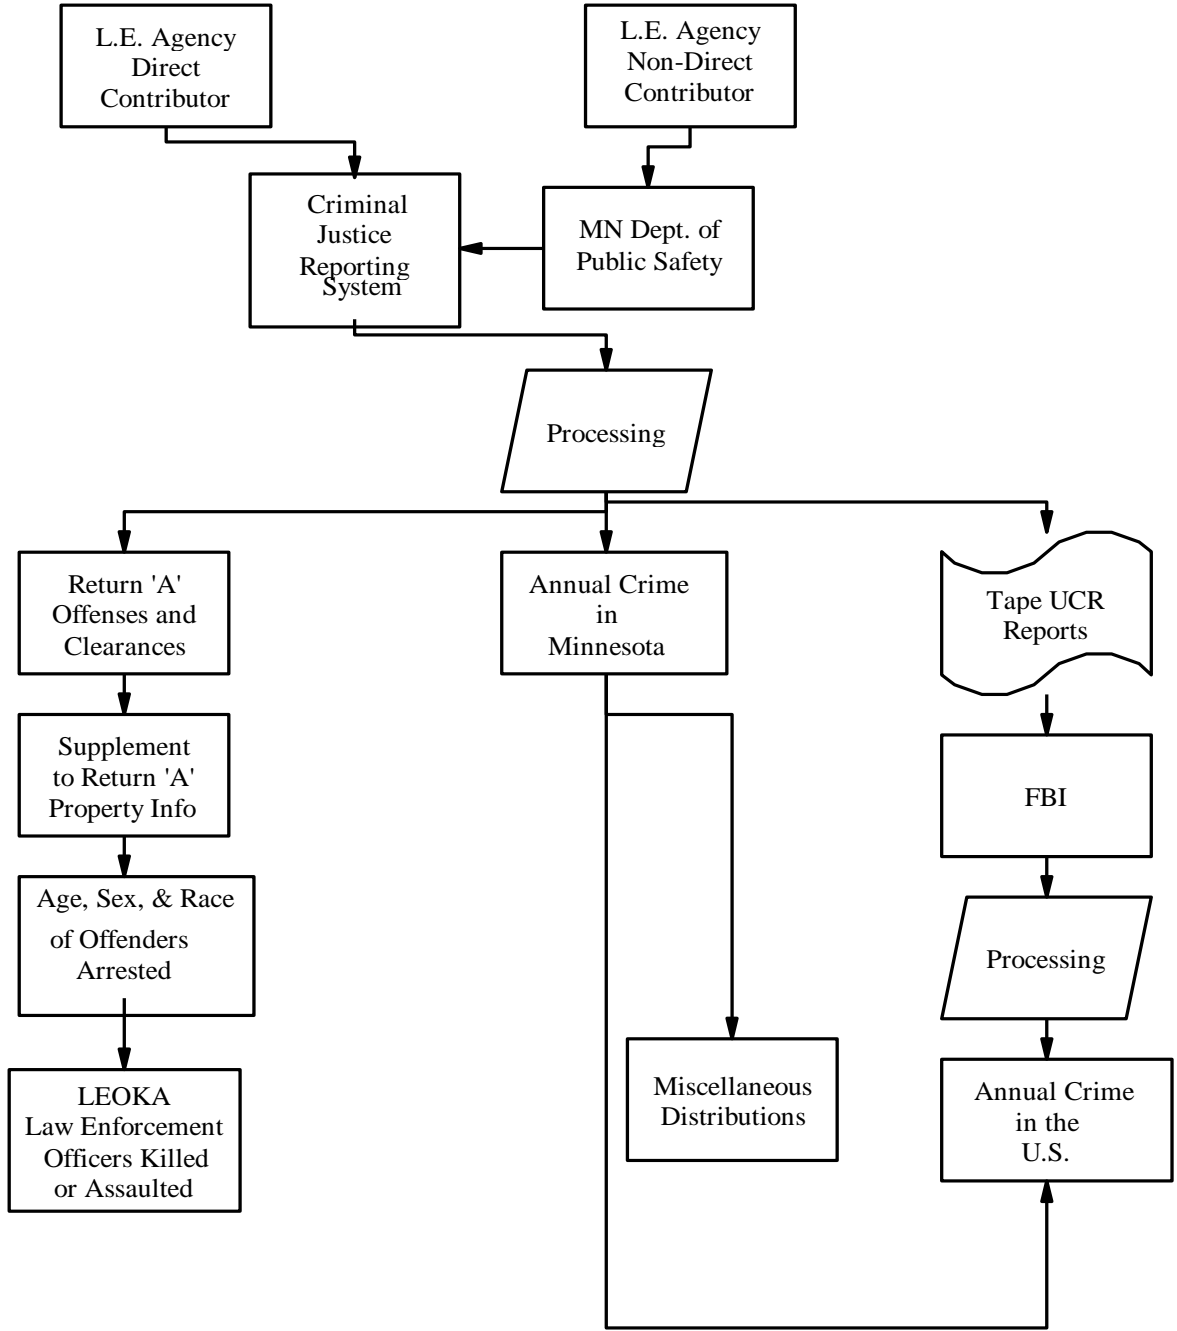 L.E. Agency
Direct
Contributor
L.E. Agency
Non-Direct
Contributor
Criminal
Justice
Reporting
System
MN Dept. of
Public Safety
Processing
Return 'A'
Offenses and
Clearances
Annual Crime
in
Minnesota
Tape UCR
Reports
Supplement
to Return 'A'
Property Info
FBI
Age, Sex, & Race
of Offenders
Arrested
Processing
LEOKA
Law Enforcement
Officers Killed
or Assaulted
Miscellaneous
Distributions
Annual Crime
in the
U.S.